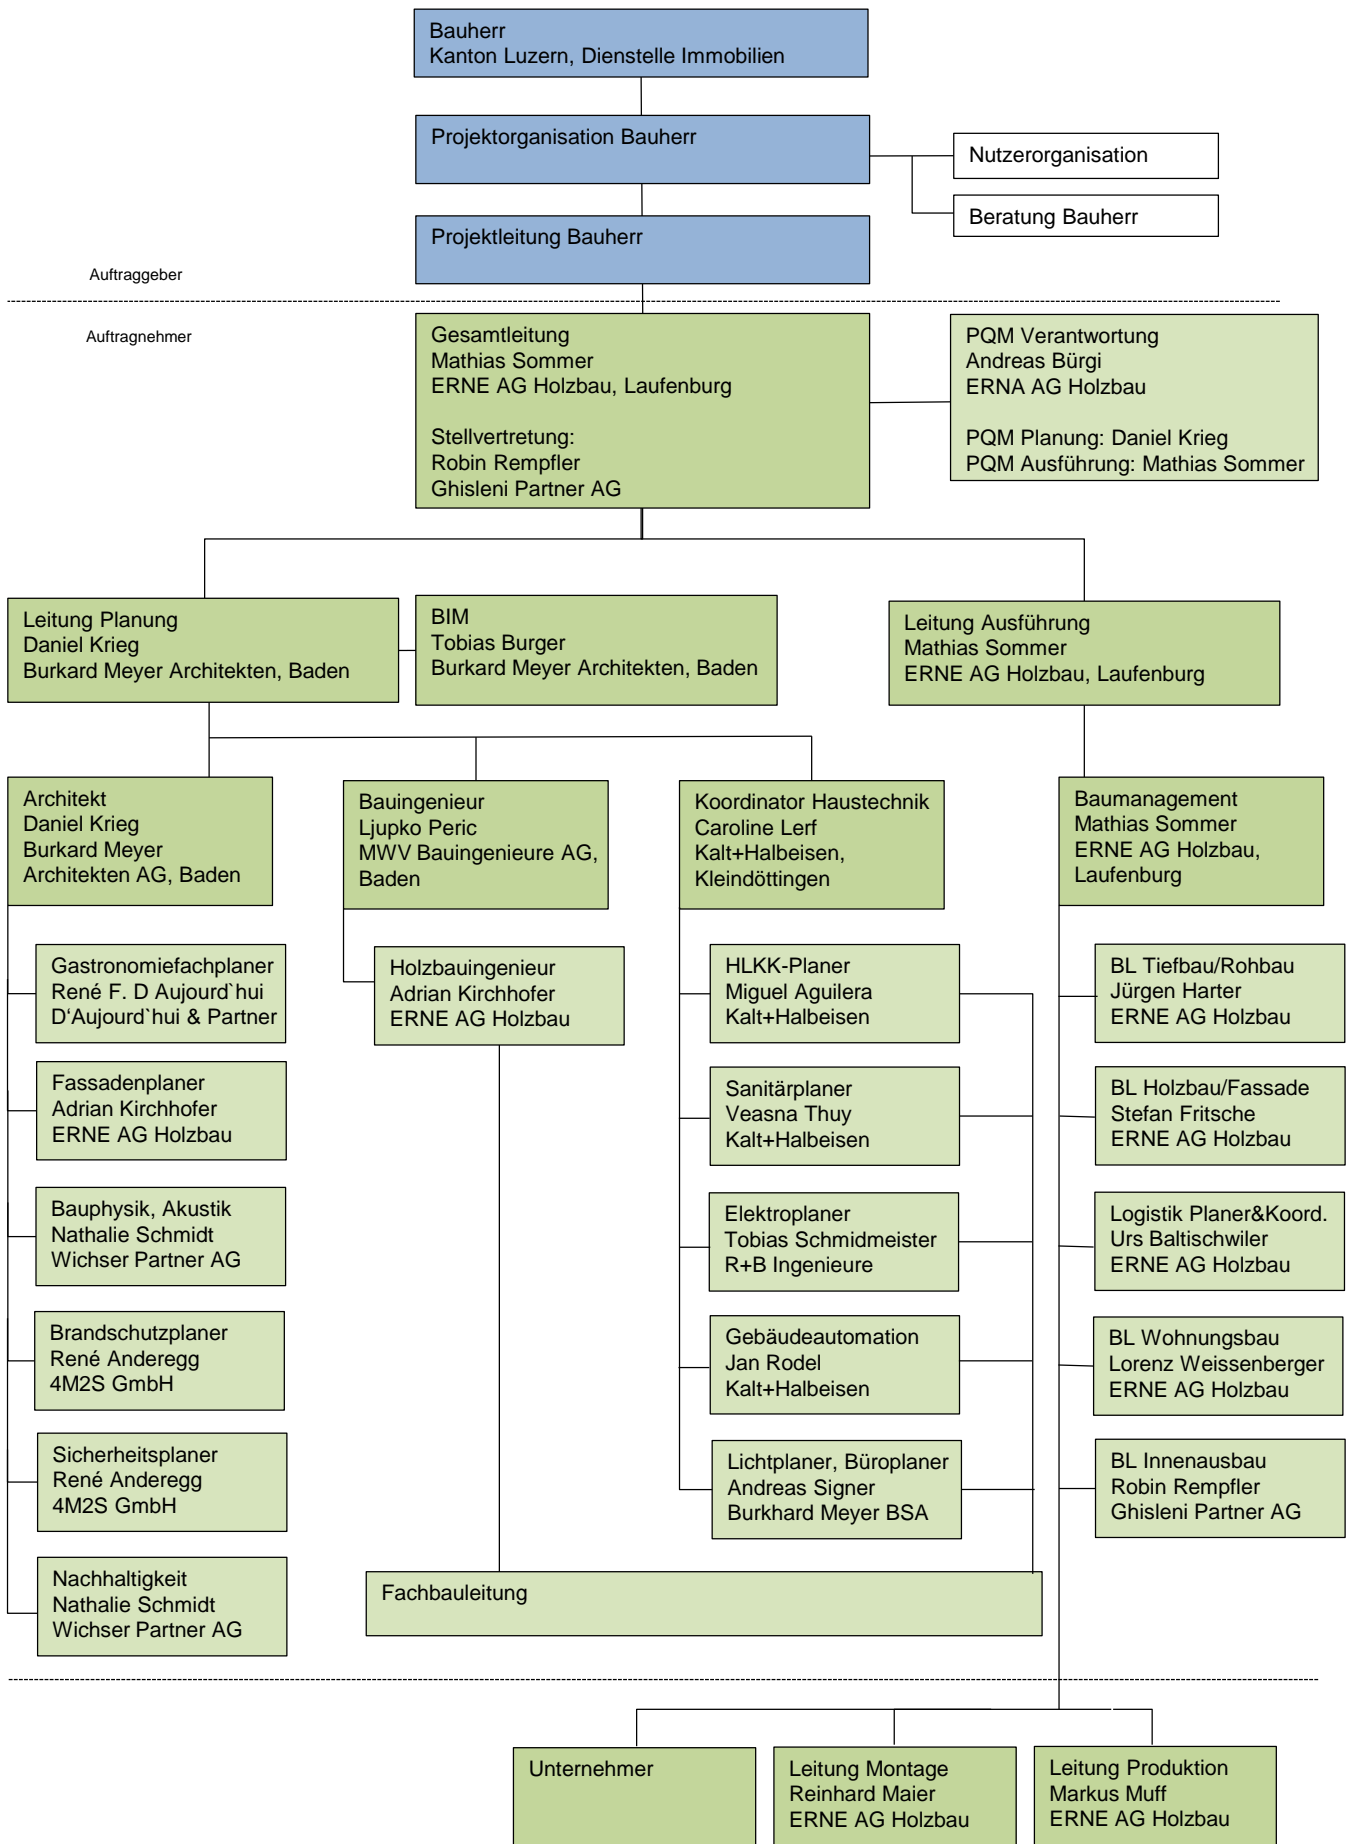 Bauherr
Kanton Luzern, Dienstelle Immobilien
Projektorganisation Bauherr
Nutzerorganisation
Beratung Bauherr
Projektleitung Bauherr
Auftraggeber
Auftragnehmer
Gesamtleitung
Mathias Sommer
ERNE AG Holzbau, Laufenburg
Stellvertretung:
Robin Rempfler
Ghisleni Partner AG
PQM Verantwortung
Andreas Bürgi
ERNA AG Holzbau
PQM Planung: Daniel Krieg
PQM Ausführung: Mathias Sommer
Leitung Planung
Daniel Krieg
Burkard Meyer Architekten, Baden
BIM
Tobias Burger
Burkard Meyer Architekten, Baden
Leitung Ausführung
Mathias Sommer
ERNE AG Holzbau, Laufenburg
Architekt
Daniel Krieg
Burkard Meyer
Architekten AG, Baden
Bauingenieur
Ljupko Peric
MWV Bauingenieure AG,
Baden
Koordinator Haustechnik
Caroline Lerf
Kalt+Halbeisen,
Kleindöttingen
Baumanagement
Mathias Sommer
ERNE AG Holzbau,
Laufenburg
Gastronomiefachplaner
René F. D Aujourd`hui
D‘Aujourd`hui & Partner
Fassadenplaner
Adrian Kirchhofer
ERNE AG Holzbau
Bauphysik, Akustik
Nathalie Schmidt
Wichser Partner AG
Brandschutzplaner
René Anderegg
4M2S GmbH
Sicherheitsplaner
René Anderegg
4M2S GmbH
Nachhaltigkeit
Nathalie Schmidt
Wichser Partner AG
Holzbauingenieur
Adrian Kirchhofer
ERNE AG Holzbau
HLKK-Planer
Miguel Aguilera
Kalt+Halbeisen
Sanitärplaner
Veasna Thuy
Kalt+Halbeisen
Elektroplaner
Tobias Schmidmeister
R+B Ingenieure
Gebäudeautomation
Jan Rodel
Kalt+Halbeisen
Lichtplaner, Büroplaner
Andreas Signer
Burkhard Meyer BSA
Fachbauleitung
BL Tiefbau/Rohbau
Jürgen Harter
ERNE AG Holzbau
BL Holzbau/Fassade
Stefan Fritsche
ERNE AG Holzbau
Logistik Planer&Koord.
Urs Baltischwiler
ERNE AG Holzbau
BL Wohnungsbau
Lorenz Weissenberger
ERNE AG Holzbau
BL Innenausbau
Robin Rempfler
Ghisleni Partner AG
Unternehmer
Leitung Montage
Reinhard Maier
ERNE AG Holzbau
Leitung Produktion
Markus Muff
ERNE AG Holzbau